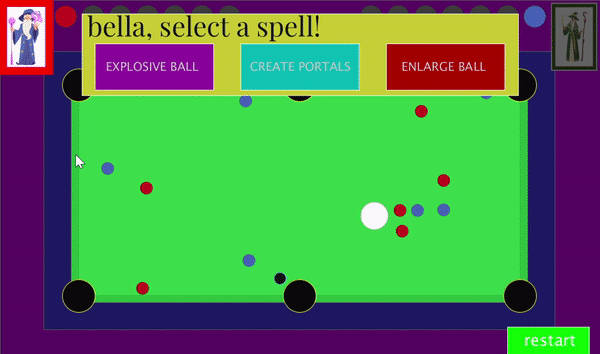 bella, select a spell!
EXPLOSIVE BALL
CREATE PORTALS
ENLARGE BALL
restart